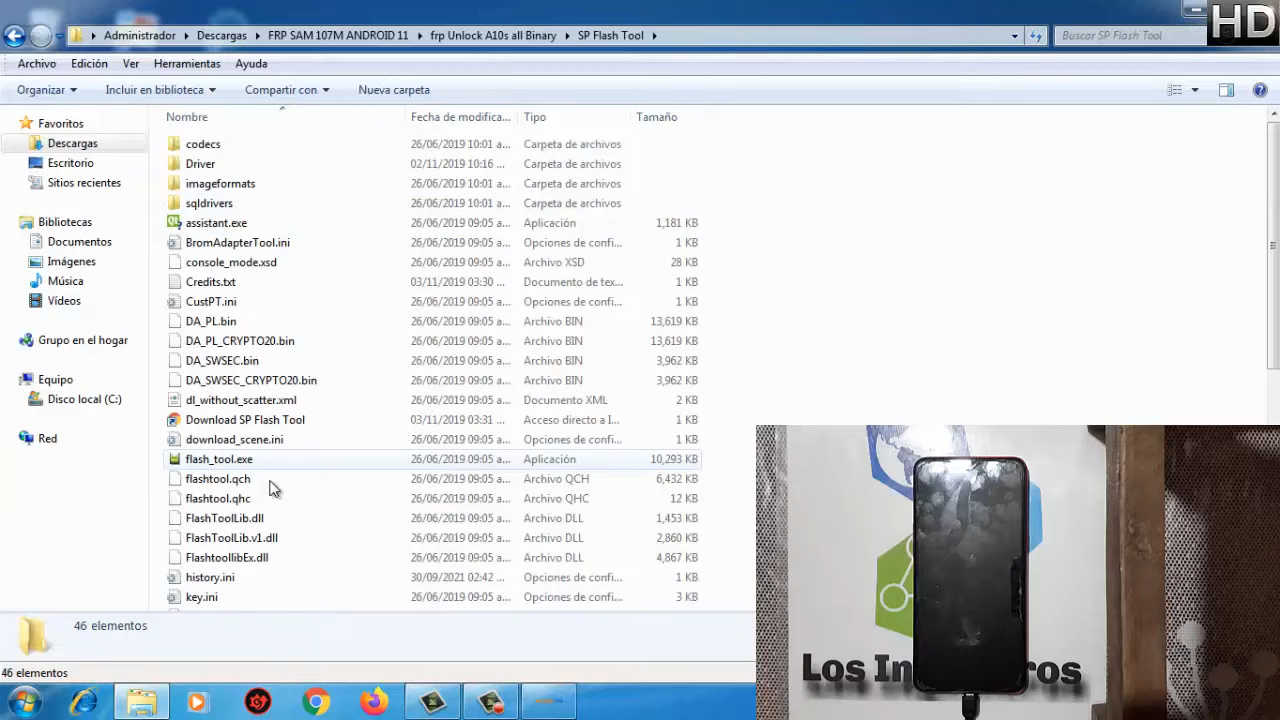 HD
Administrador ▸ Descargas ▸ FRP SAM 107M ANDROID 11 ▸ frp Unlock A10s all Binary ▸ SP Flash Tool ▸ Buscar SP Flash Tool
Archivo Edición Ver Herramientas Ayuda
Organizar Incluir en biblioteca Compartir con Nueva carpeta
Nombre Fecha de modifica... Tipo Tamaño
Favoritos
Descargas
Escritorio
Sitios recientes
Bibliotecas
Documentos
Imágenes
Música
Vídeos
Grupo en el hogar
Equipo
Disco local (C:)
Red
codecs 26/06/2019 10:01 a... Carpeta de archivos
Driver 02/11/2019 10:16 ... Carpeta de archivos
imageformats 26/06/2019 10:01 a... Carpeta de archivos
sqldrivers 26/06/2019 10:01 a... Carpeta de archivos
assistant.exe 26/06/2019 09:05 a... Aplicación 1,181 KB
BromAdapterTool.ini 26/06/2019 09:05 a... Opciones de confi... 1 KB
console_mode.xsd 26/06/2019 09:05 a... Archivo XSD 28 KB
Credits.txt 03/11/2019 03:30 ... Documento de tex... 1 KB
CustPT.ini 26/06/2019 09:05 a... Opciones de confi... 1 KB
DA_PL.bin 26/06/2019 09:05 a... Archivo BIN 13,619 KB
DA_PL_CRYPTO20.bin 26/06/2019 09:05 a... Archivo BIN 13,619 KB
DA_SWSEC.bin 26/06/2019 09:05 a... Archivo BIN 3,962 KB
DA_SWSEC_CRYPTO20.bin 26/06/2019 09:05 a... Archivo BIN 3,962 KB
dl_without_scatter.xml 26/06/2019 09:05 a... Documento XML 2 KB
Download SP Flash Tool 03/11/2019 03:31 ... Acceso directo a I... 1 KB
download_scene.ini 26/06/2019 09:05 a... Opciones de confi... 1 KB
flash_tool.exe 26/06/2019 09:05 a... Aplicación 10,293 KB
flashtool.qch 26/06/2019 09:05 a... Archivo QCH 6,432 KB
flashtool.qhc 26/06/2019 09:05 a... Archivo QHC 12 KB
FlashToolLib.dll 26/06/2019 09:05 a... Archivo DLL 1,453 KB
FlashToolLib.v1.dll 26/06/2019 09:05 a... Archivo DLL 2,860 KB
FlashtoollibEx.dll 26/06/2019 09:05 a... Archivo DLL 4,867 KB
history.ini 30/09/2021 02:42 ... Opciones de confi... 1 KB
key.ini 26/06/2019 09:05 a... Opciones de confi... 3 KB
46 elementos
46 elementos
Los In ros